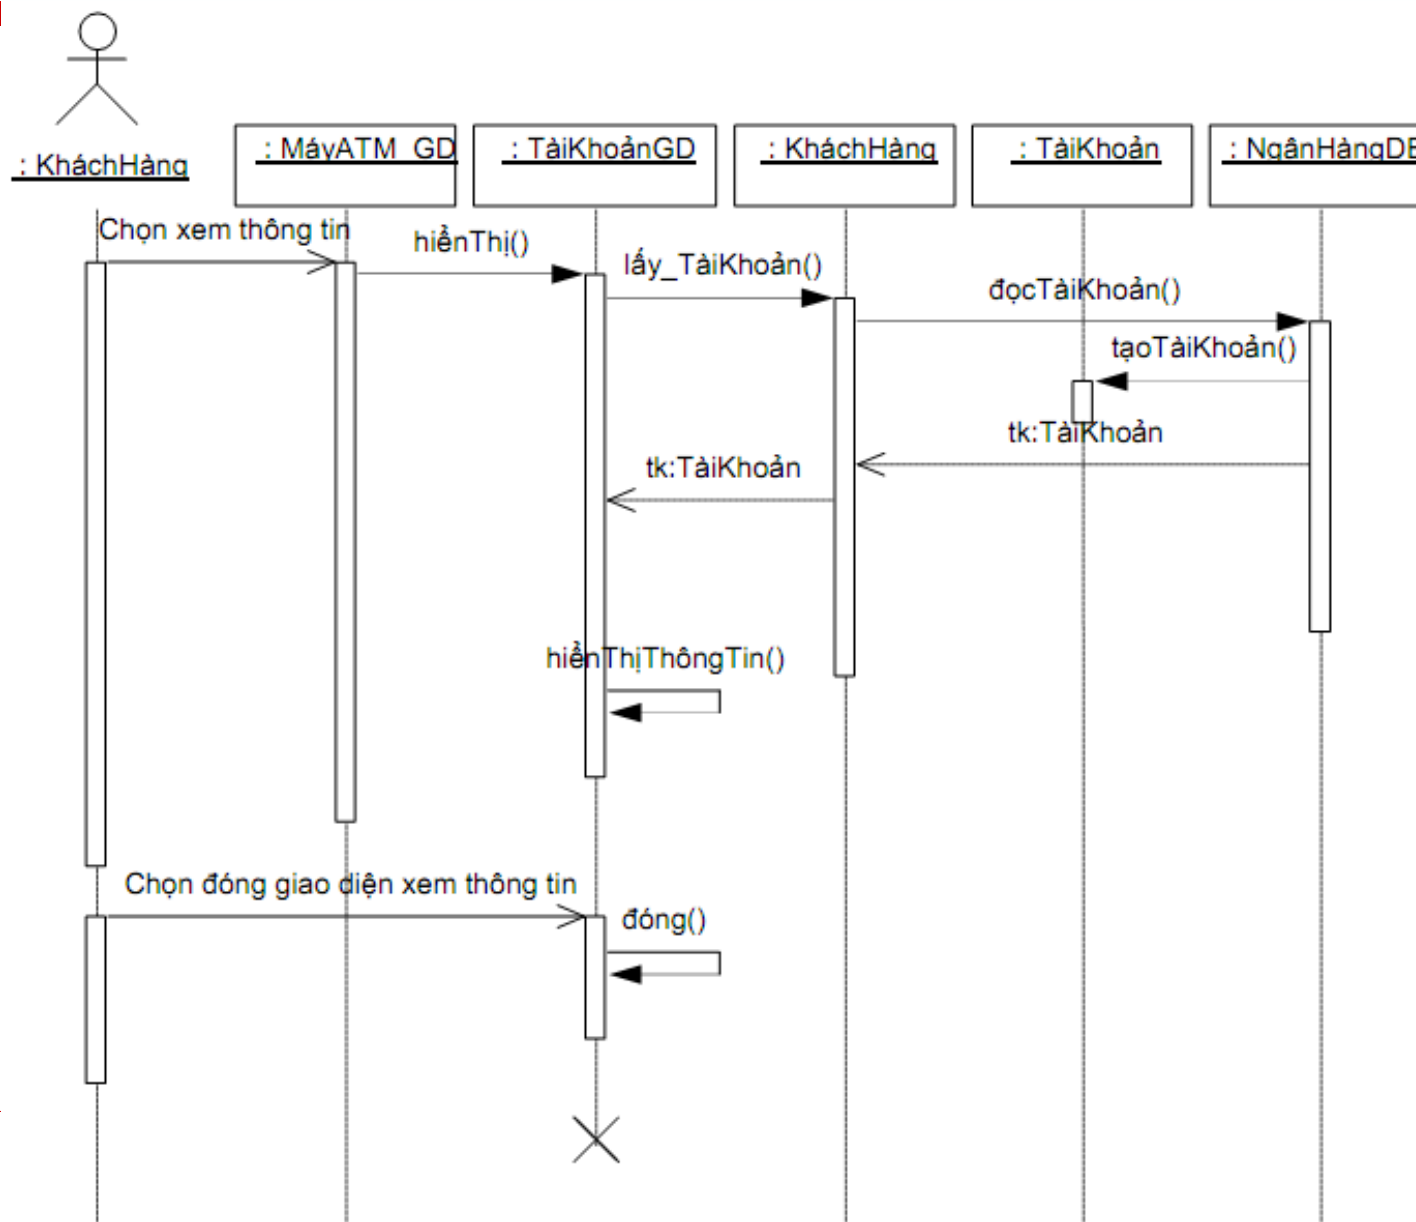 : KháchHàng
: MáyATM_GD
: TàiKhoảnGD
: KháchHàng
: TàiKhoản
: NgânHàngDB
Chọn xem thông tin
hiểnThị()
lấy_TàiKhoản()
đọcTàiKhoản()
tạoTàiKhoản()
tk:TàiKhoản
tk:TàiKhoản
hiểnThịThôngTin()
Chọn đóng giao diện xem thông tin
đóng()